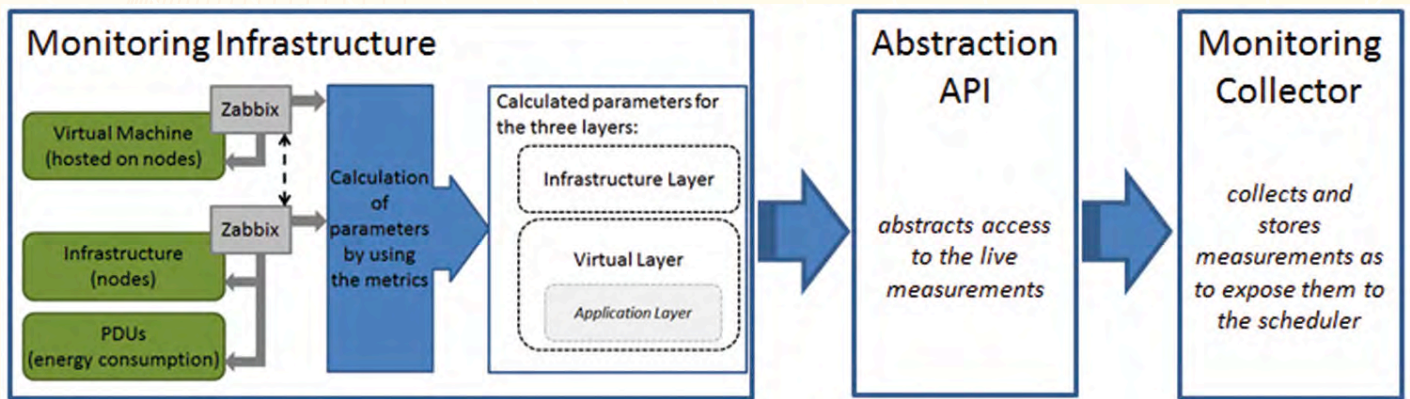 Monitoring Infrastructure
Zabbix
Virtual Machine
(hosted on nodes)
Zabbix
Infrastructure
(nodes)
PDUs
(energy consumption)
Calculation
of
parameters
by using
the metrics
Calculated parameters for
the three layers:
Infrastructure Layer
Virtual Layer
Application Layer
Abstraction
API
abstracts access
to the live
measurements
Monitoring
Collector
collects and
stores
measurements as
to expose them to
the scheduler